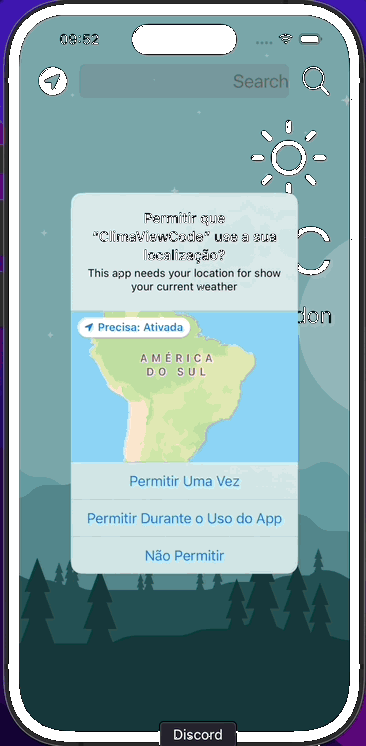 09:52
Search
Permitir que
“ClimaViewCode” use a sua
localização?
This app needs your location for show
your current weather
Precisa: Ativada
AMÉRICA
DO SUL
don
Permitir Uma Vez
Permitir Durante o Uso do App
Não Permitir
Discord